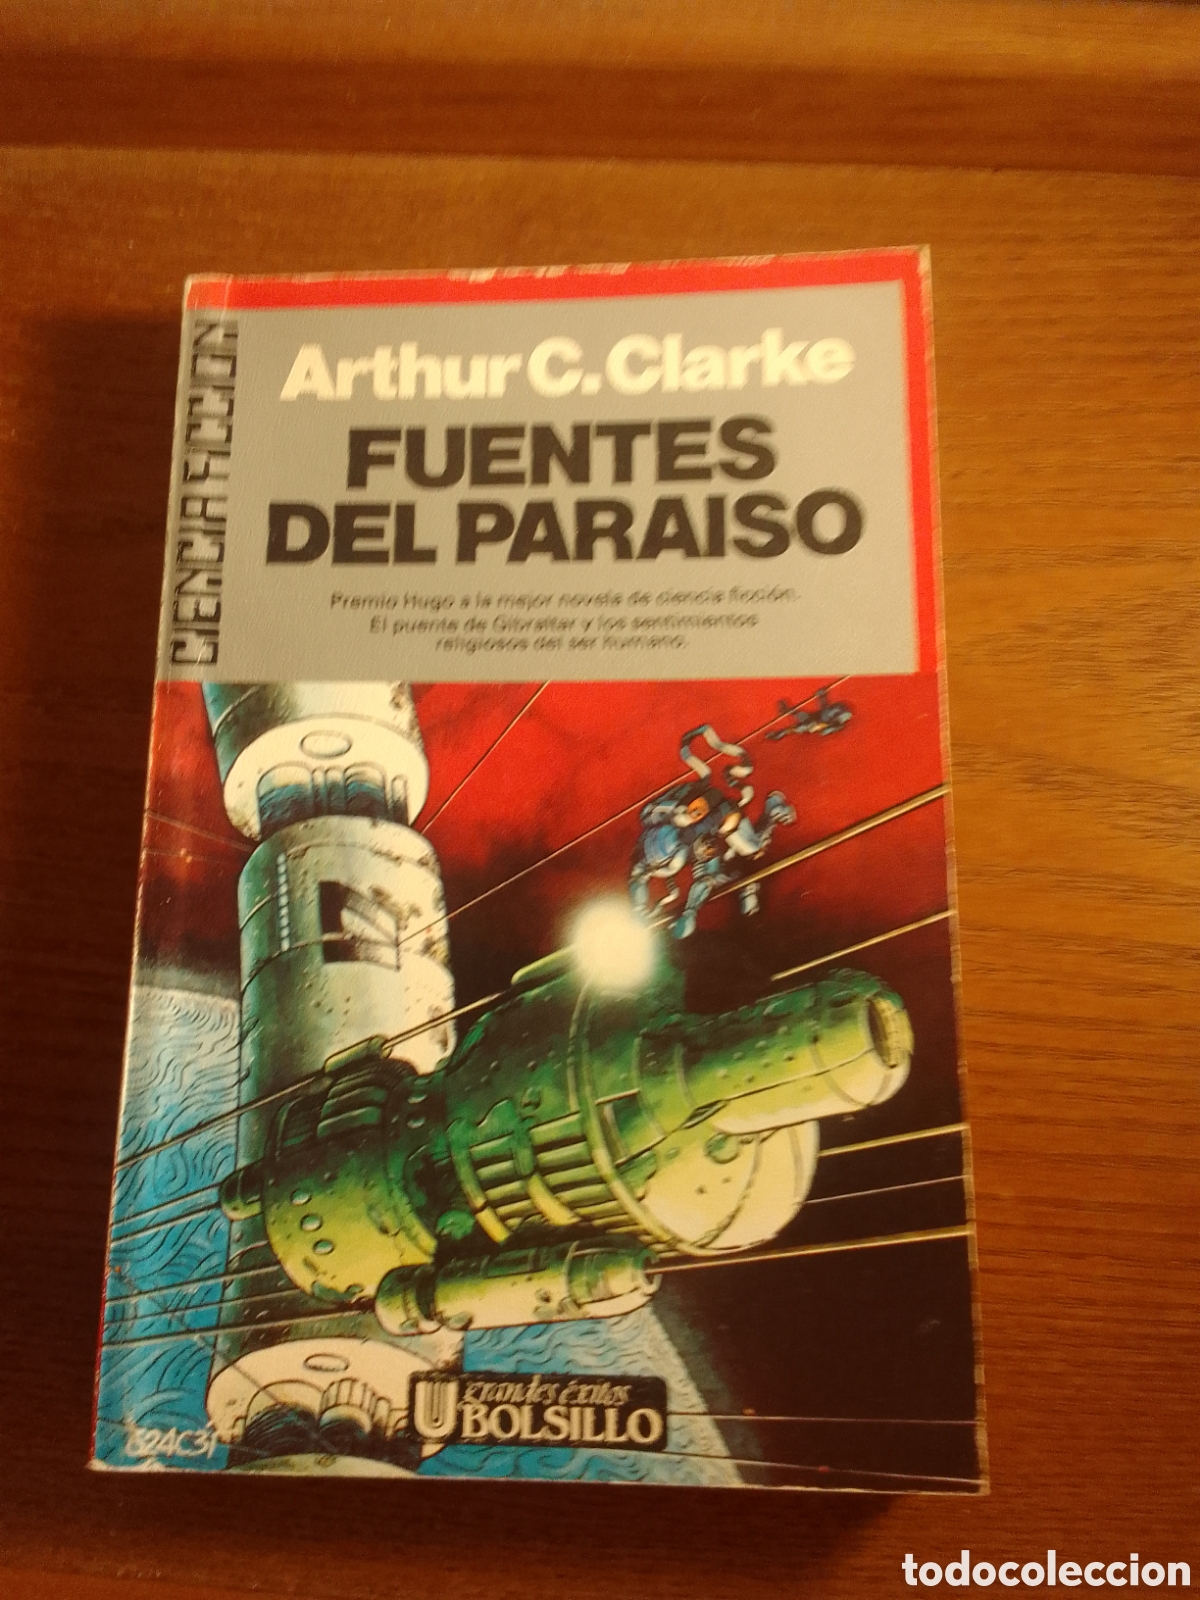 Arthur C. Clarke
FUENTES
DEL PARAISO
Premio Hugo a la mejor novela de ciencia ficción.
El puente de Gibraltar y los sentimientos
religiosos del ser humano.
CIENCIA FICCION
U grandes éxitos
BOLSILLO
todocoleccion